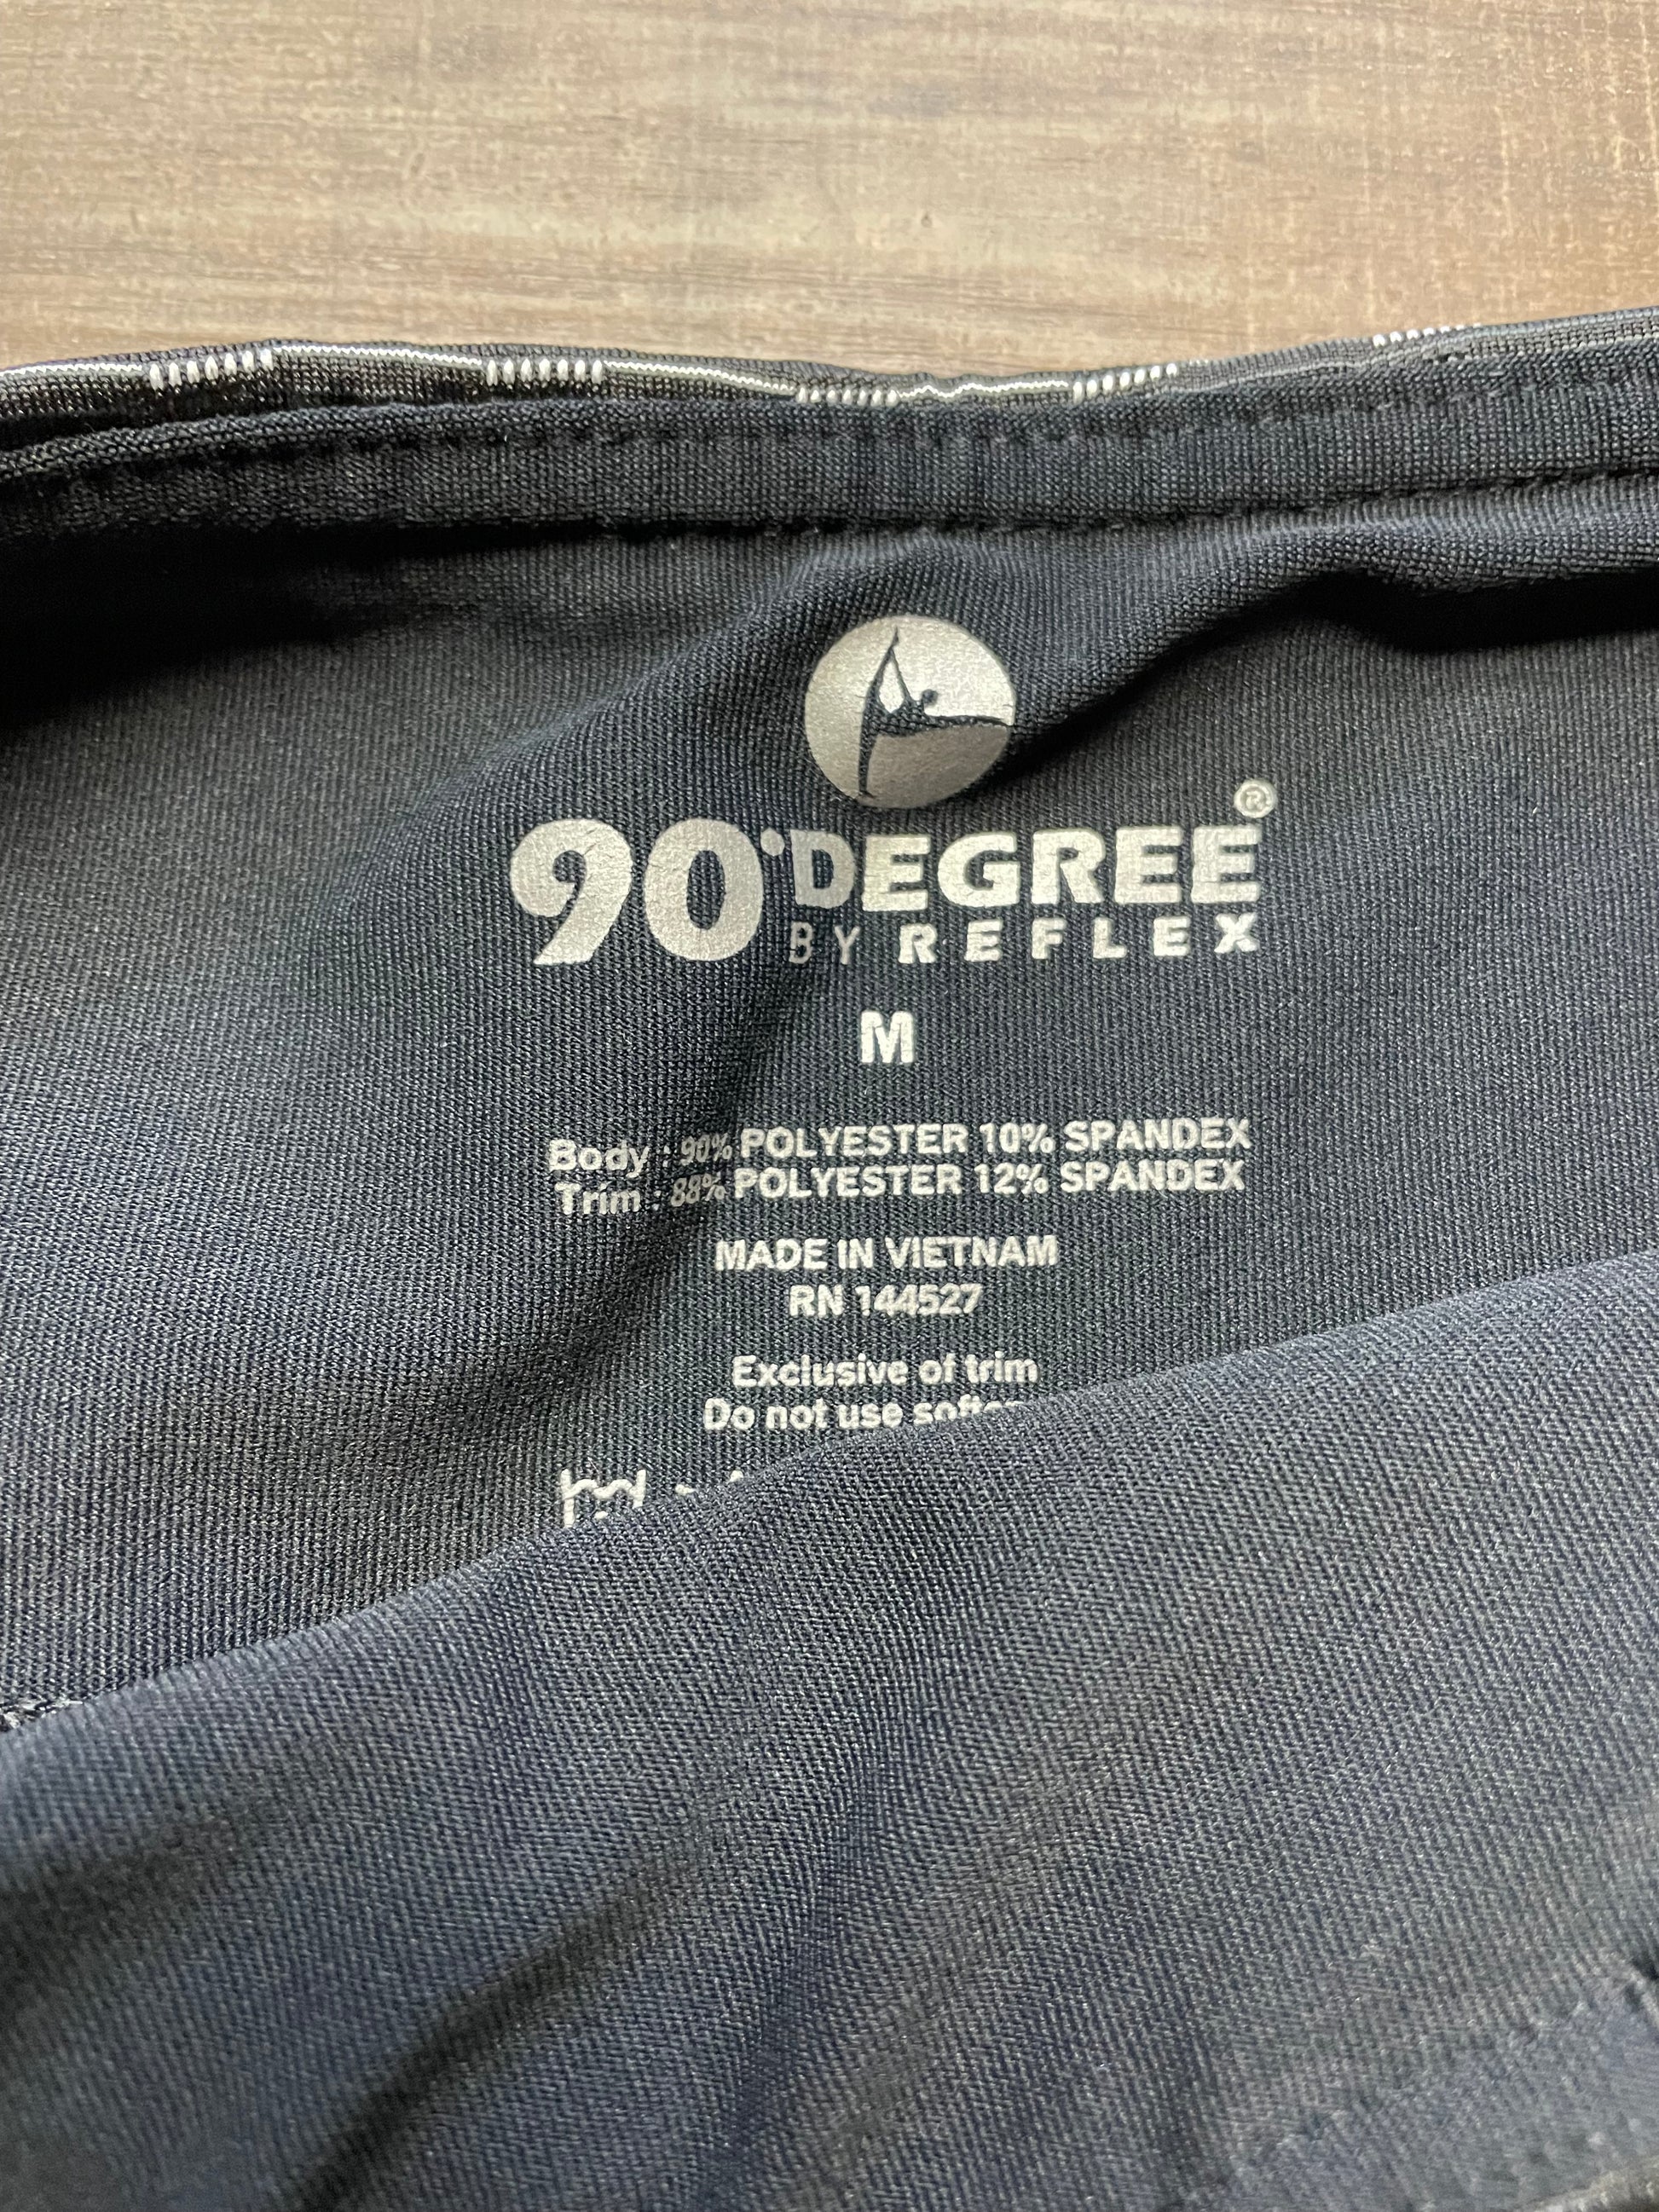 90°DEGREE®
BY REFLEX
M
Body : 90% POLYESTER 10% SPANDEX
Trim : 88% POLYESTER 12% SPANDEX
MADE IN VIETNAM
RN 144527
Exclusive of trim
Do not use